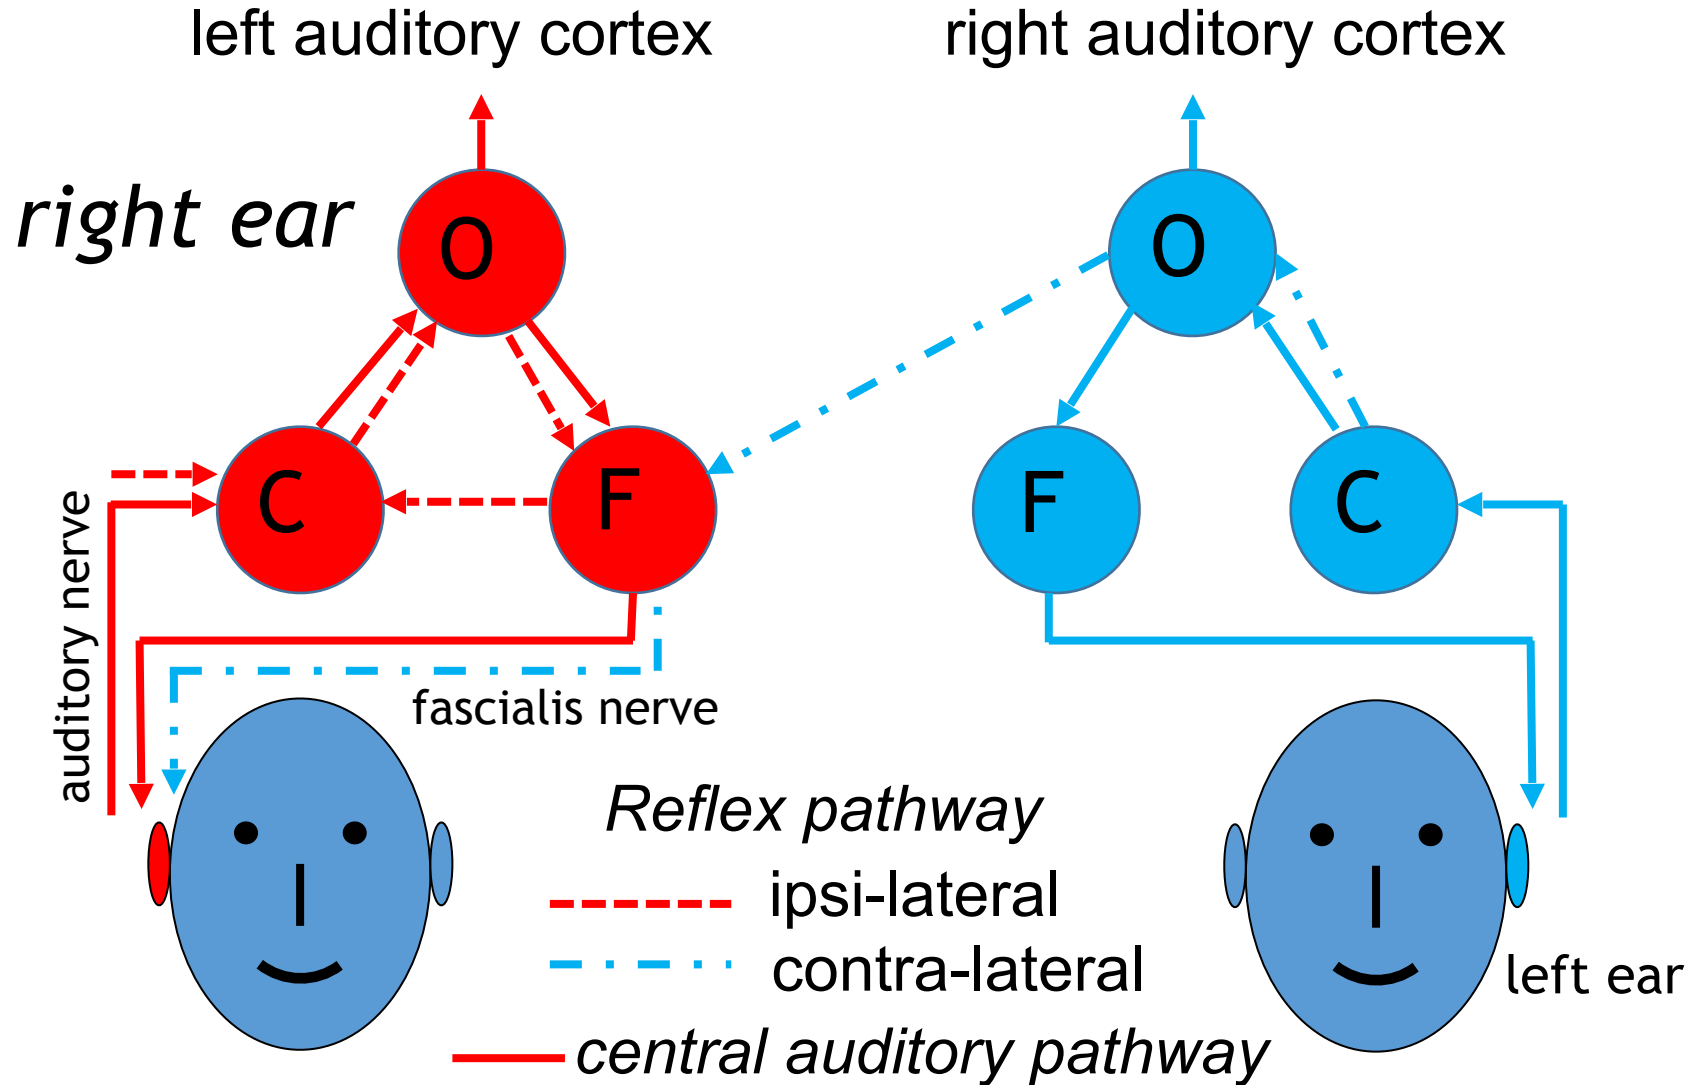 left auditory cortex
right auditory cortex
right ear
O
O
C
F
F
C
auditory nerve
fascialis nerve
Reflex pathway
ipsi-lateral
contra-lateral
left ear
central auditory pathway